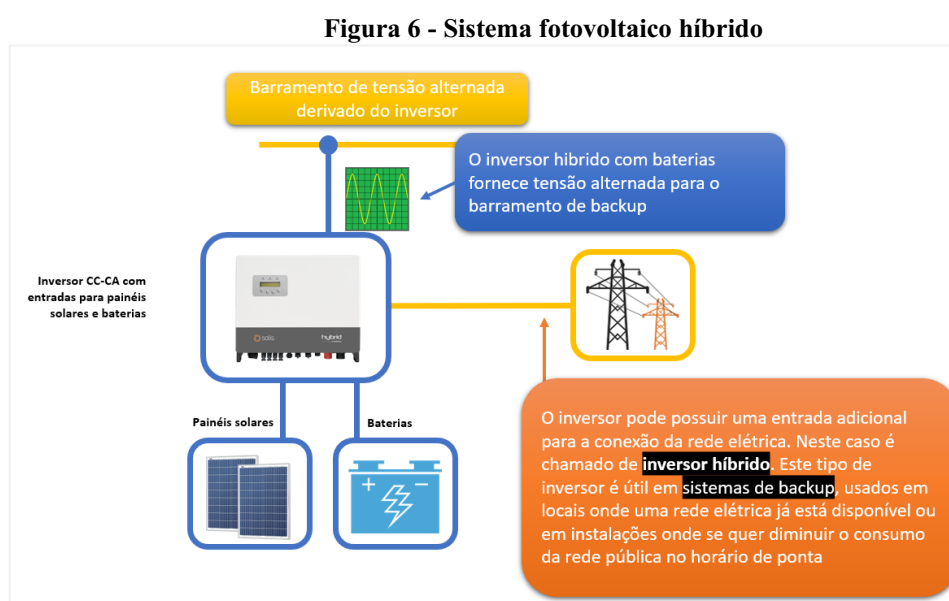 Figura 6 - Sistema fotovoltaico híbrido
Barramento de tensão alternada
derivado do inversor
O inversor hibrido com baterias
fornece tensão alternada para o
barramento de backup
Inversor CC-CA com
entradas para painéis
solares e baterias
solis
hybrid
Painéis solares
Baterias
O inversor pode possuir uma entrada adicional
para a conexão da rede elétrica. Neste caso é
chamado de inversor híbrido. Este tipo de
inversor é útil em sistemas de backup, usados em
locais onde uma rede elétrica já está disponível ou
em instalações onde se quer diminuir o consumo
da rede pública no horário de ponta